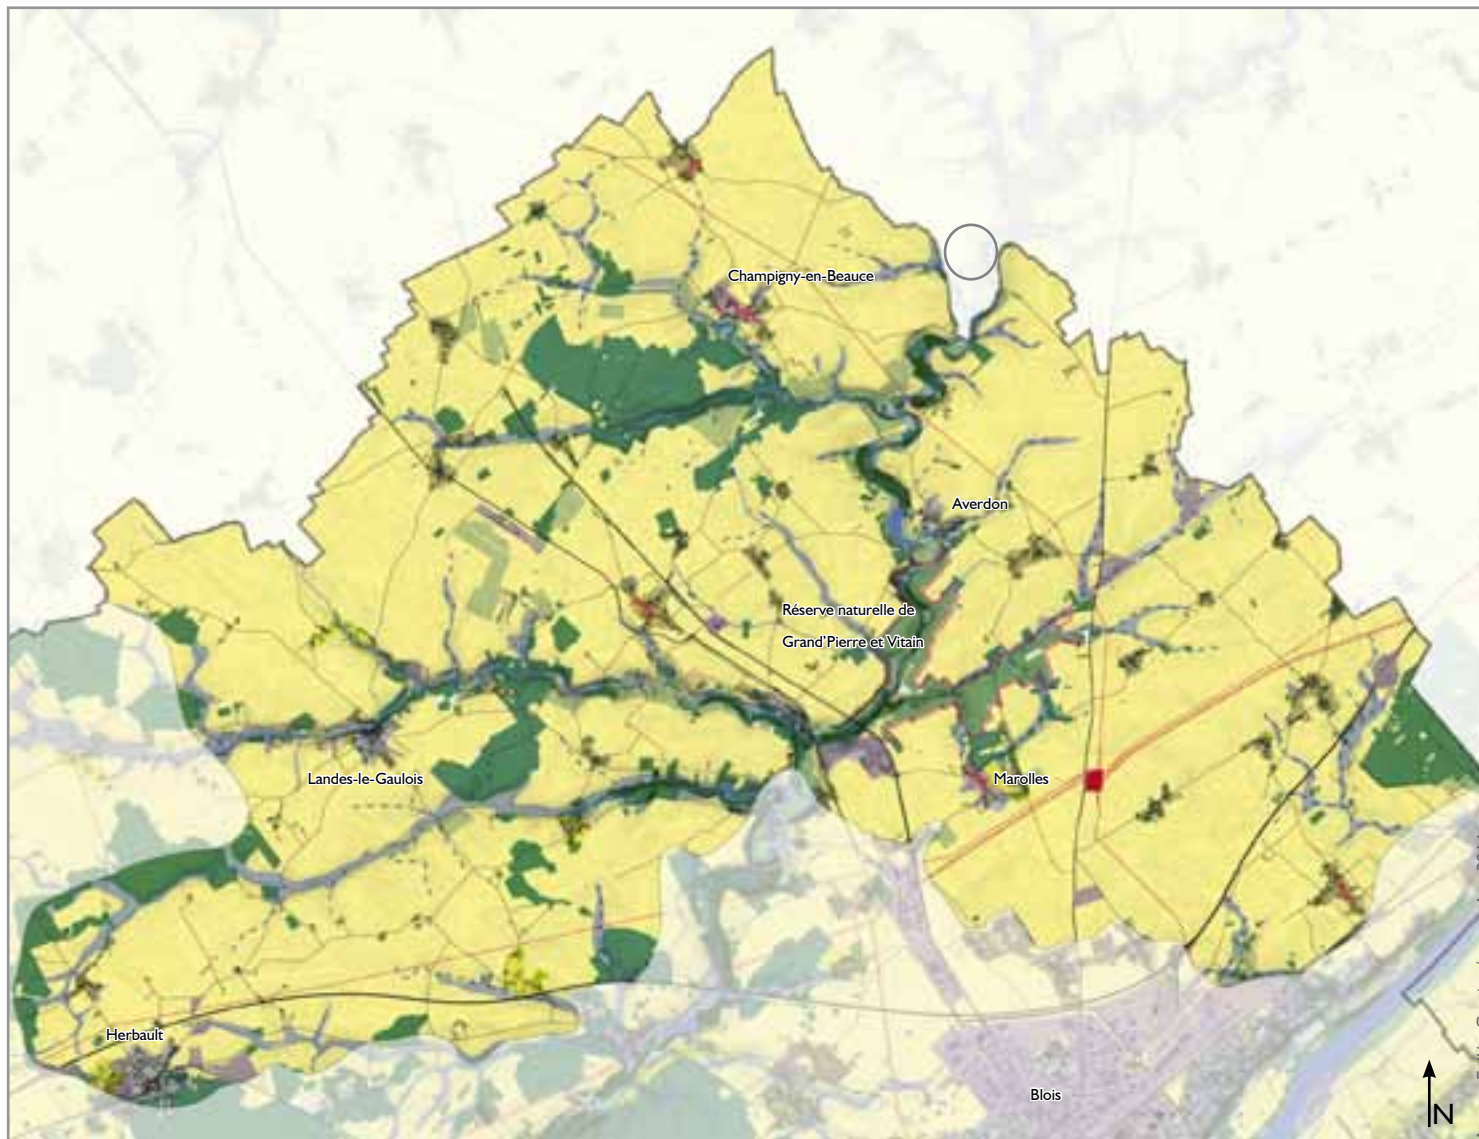 Champigny-en-Beauce
Averdon
Réserve naturelle de
Grand'Pierre et Vitain
Landes-le-Gaulois
Marolles
Herbault
Blois
N